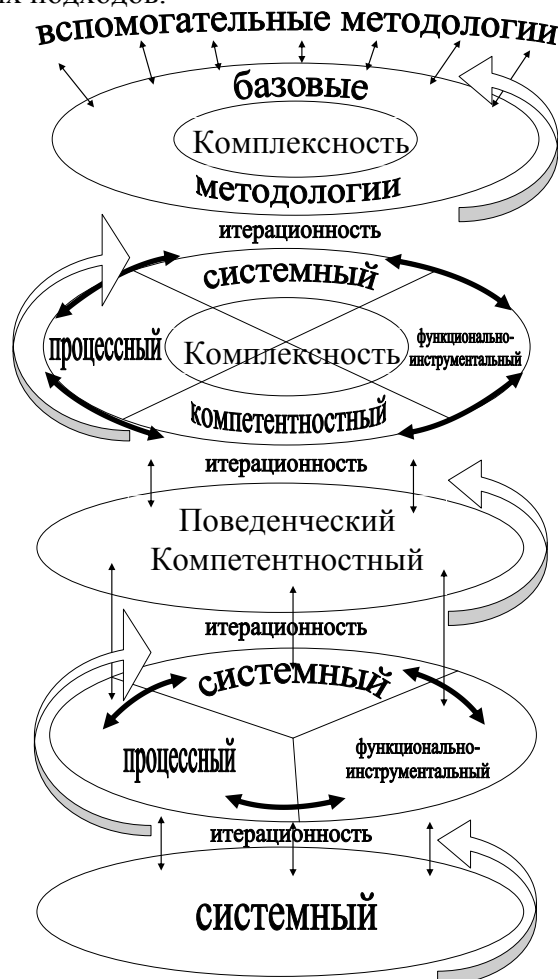 подходов.
вспомогательные методологии
базовые
Комплексность
методологии
итерационность
системный
процессный
Комплексность
функционально-
инструментальный
компетентностный
итерационность
Поведенческий
Компетентностный
итерационность
системный
процессный
функционально-
инструментальный
итерационность
системный